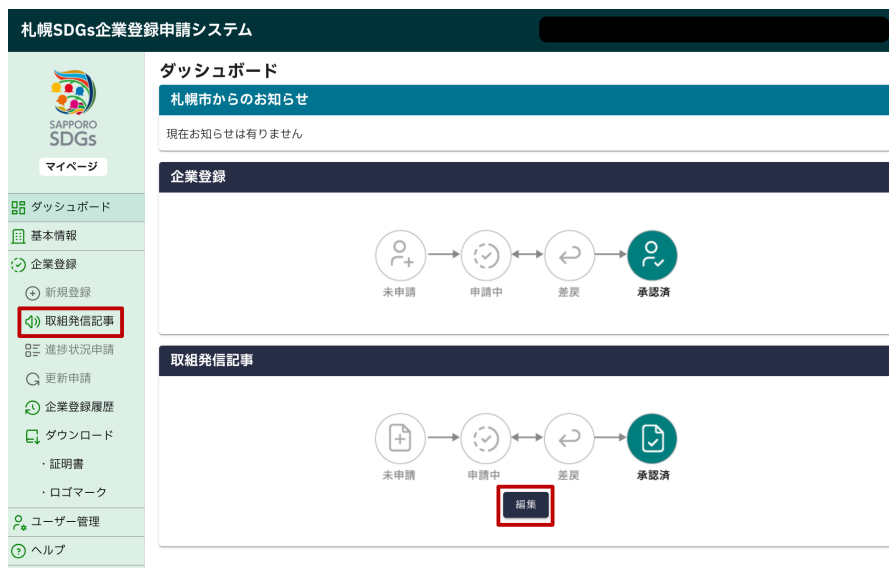 札幌SDGs企業登録申請システム
SAPPORO
SDGs
マイページ
ダッシュボード
基本情報
企業登録
新規登録
取組発信記事
進捗状況申請
更新申請
企業登録履歴
ダウンロード
・証明書
・ロゴマーク
ユーザー管理
ヘルプ
ダッシュボード
札幌市からのお知らせ
現在お知らせは有りません
企業登録
未申請 申請中 差戻 承認済
取組発信記事
未申請 申請中 差戻 承認済
編集